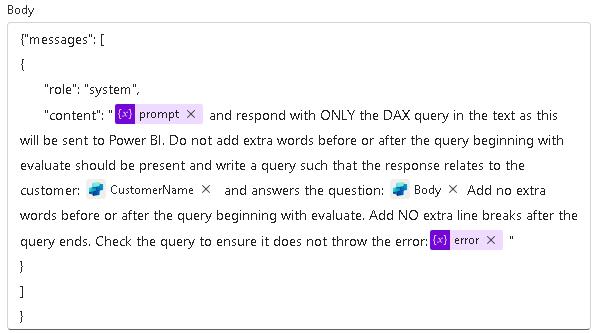 Body
{"messages": [
{
"role": "system",
"content": " {x} prompt × and respond with ONLY the DAX query in the text as this
will be sent to Power BI. Do not add extra words before or after the query beginning with
evaluate should be present and write a query such that the response relates to the
customer: CustomerName × and answers the question: Body × Add no extra
words before or after the query beginning with evaluate. Add NO extra line breaks after the
query ends. Check the query to ensure it does not throw the error: {x} error × "
}
]
}